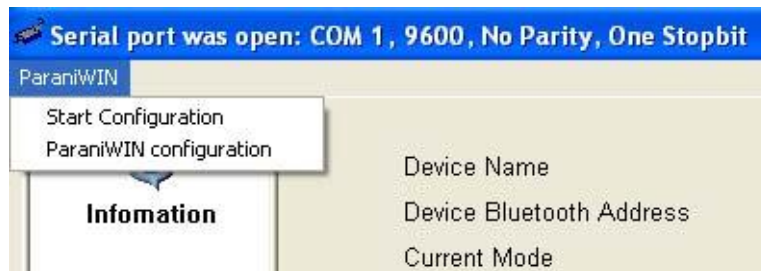 Serial port was open: COM 1, 9600, No Parity, One Stopbit
ParaniWIN
Start Configuration
ParaniWIN configuration
Infomation
Device Name
Device Bluetooth Address
Current Mode